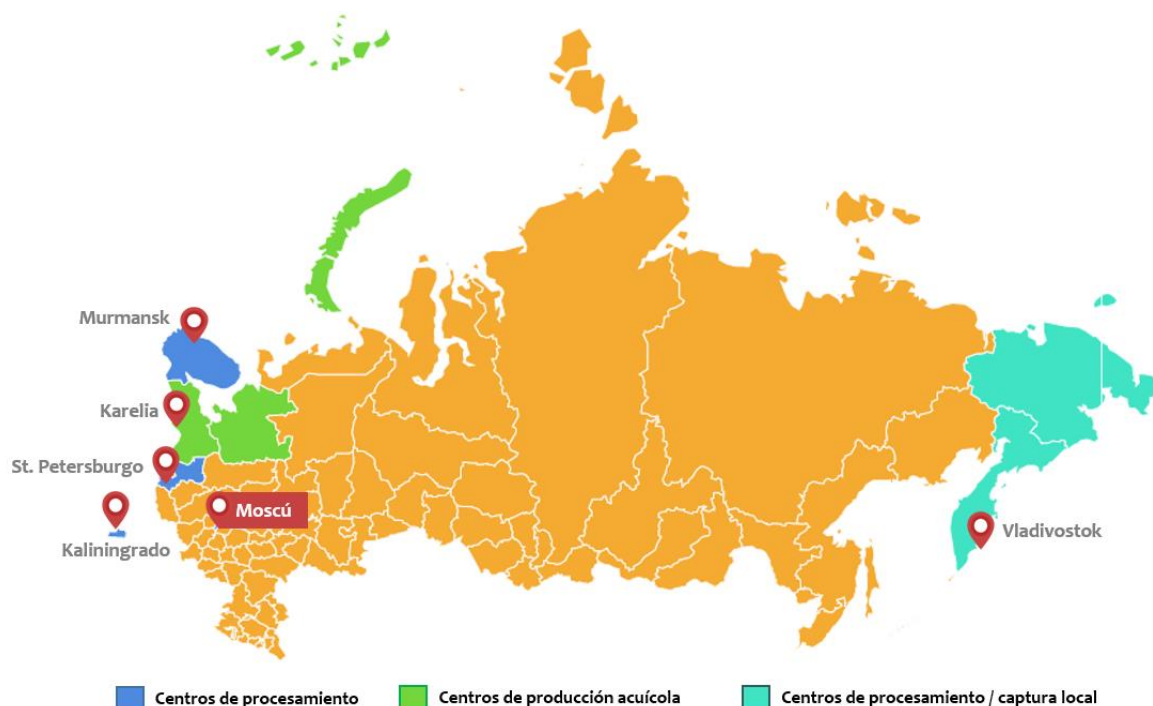 Murmansk
Karelia
St. Petersburgo
Moscú
Kaliningrado
Vladivostok
Centros de procesamiento
Centros de producción acuícola
Centros de procesamiento / captura local